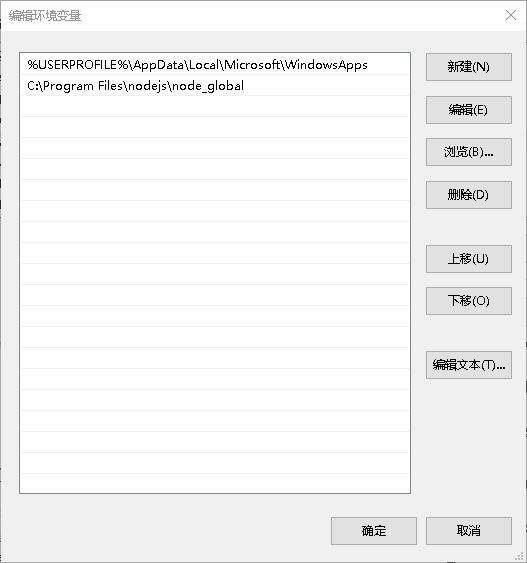 编辑环境变量
%USERPROFILE%\AppData\Local\Microsoft\WindowsApps
C:\Program Files\nodejs\node_global
新建(N)
编辑(E)
浏览(B)...
删除(D)
上移(U)
下移(O)
编辑文本(T)...
确定
取消